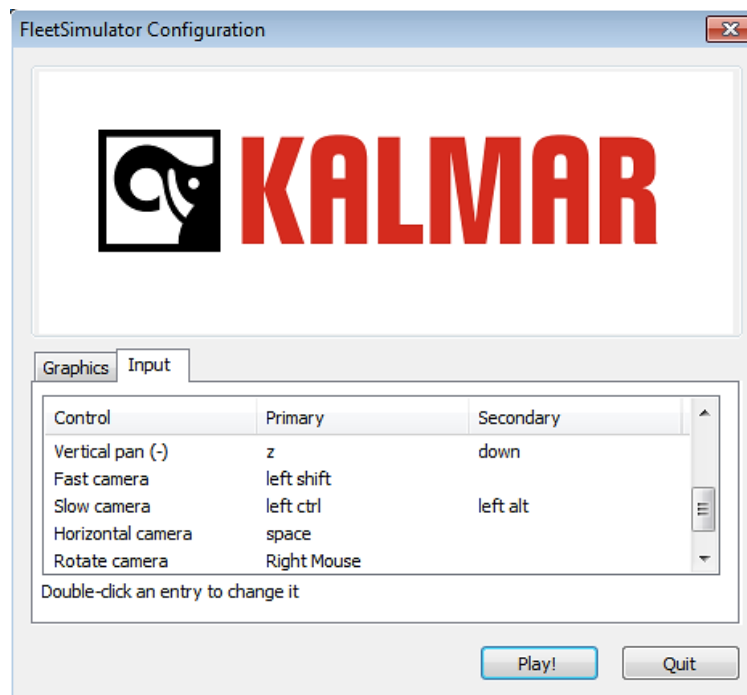 FleetSimulator Configuration
KALMAR
Graphics Input
Control Primary Secondary
Vertical pan (-) z down
Fast camera left shift
Slow camera left ctrl left alt
Horizontal camera space
Rotate camera Right Mouse
Double-click an entry to change it
Play! Quit